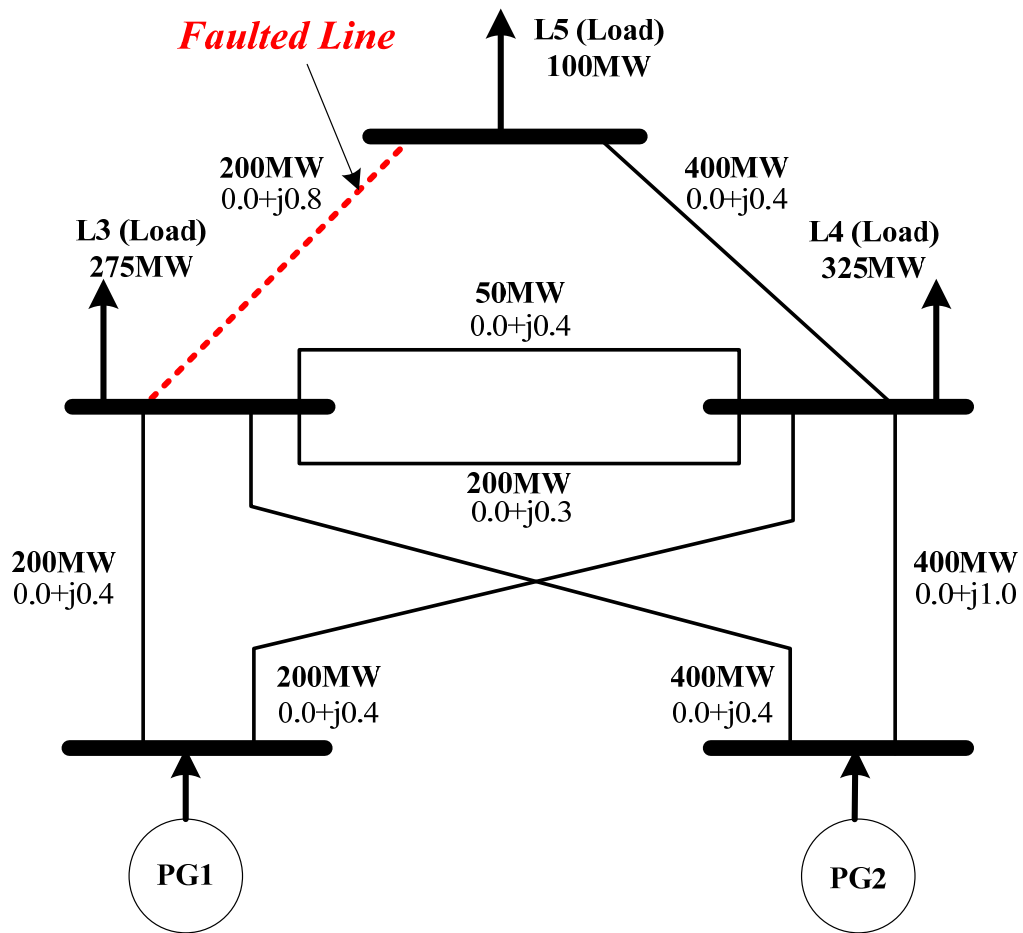 Faulted Line
L5 (Load)
100MW
200MW
0.0+j0.8
400MW
0.0+j0.4
L3 (Load)
275MW
L4 (Load)
325MW
50MW
0.0+j0.4
200MW
0.0+j0.3
200MW
0.0+j0.4
400MW
0.0+j1.0
200MW
0.0+j0.4
400MW
0.0+j0.4
PG1
PG2